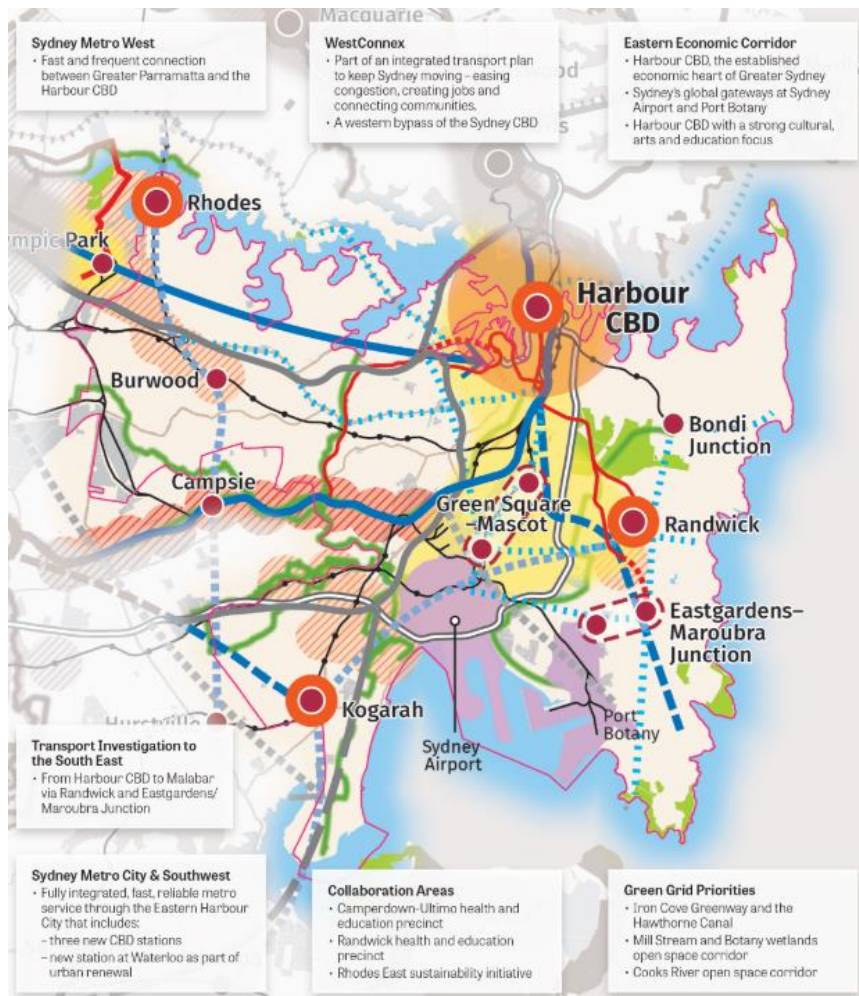 Macquarie
Sydney Metro West
• Fast and frequent connection
between Greater Parramatta and the
Harbour CBD
WestConnex
• Part of an integrated transport plan
to keep Sydney moving – easing
congestion, creating jobs and
connecting communities.
• A western bypass of the Sydney CBD
Eastern Economic Corridor
• Harbour CBD, the established
economic heart of Greater Sydney
• Sydney's global gateways at Sydney
Airport and Port Botany
• Harbour CBD with a strong cultural,
arts and education focus
Rhodes
ympic Park
Harbour
CBD
Burwood
Bondi
Junction
Campsie
Green Square
–Mascot
Randwick
Eastgardens–
Maroubra
Junction
Kogarah
Port
Botany
Sydney
Airport
Hurstville
Transport Investigation to
the South East
• From Harbour CBD to Malabar
via Randwick and Eastgardens/
Maroubra Junction
Sydney Metro City & Southwest
• Fully integrated, fast, reliable metro
service through the Eastern Harbour
City that includes:
– three new CBD stations
– new station at Waterloo as part of
urban renewal
Collaboration Areas
• Camperdown-Ultimo health and
education precinct
• Randwick health and education
precinct
• Rhodes East sustainability initiative
Green Grid Priorities
• Iron Cove Greenway and the
Hawthorne Canal
• Mill Stream and Botany wetlands
open space corridor
• Cooks River open space corridor